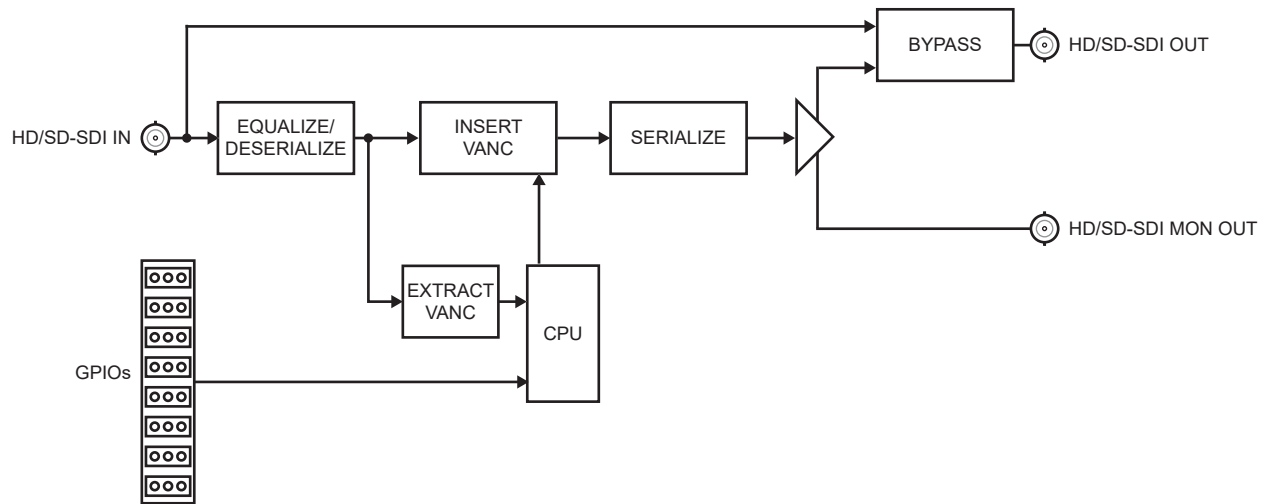 BYPASS
HD/SD-SDI OUT
HD/SD-SDI IN
EQUALIZE/
DESERIALIZE
INSERT
VANC
SERIALIZE
HD/SD-SDI MON OUT
EXTRACT
VANC
CPU
GPIOs